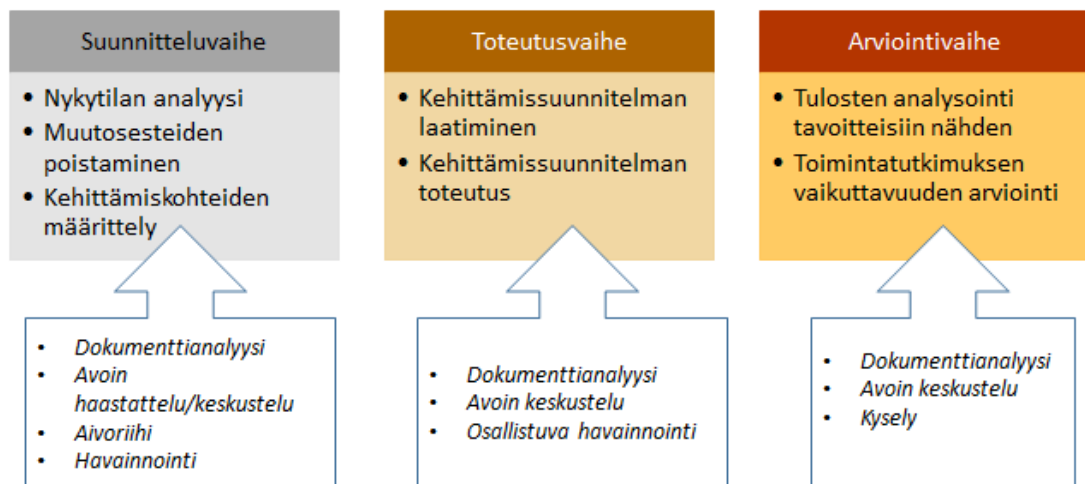 Suunnitteluvaihe
• Nykytilan analyysi
• Muutosesteiden
poistaminen
• Kehittämiskohteiden
määrittely
• Dokumenttianalyysi
• Avoin
haastattelu/keskustelu
• Aivoriihi
• Havainnointi
Toteutusvaihe
• Kehittämissuunnitelman
laatiminen
• Kehittämissuunnitelman
toteutus
• Dokumenttianalyysi
• Avoin keskustelu
• Osallistuva havainnointi
Arviointivaihe
• Tulosten analysointi
tavoitteisiin nähden
• Toimintatutkimuksen
vaikuttavuuden arviointi
• Dokumenttianalyysi
• Avoin keskustelu
• Kysely